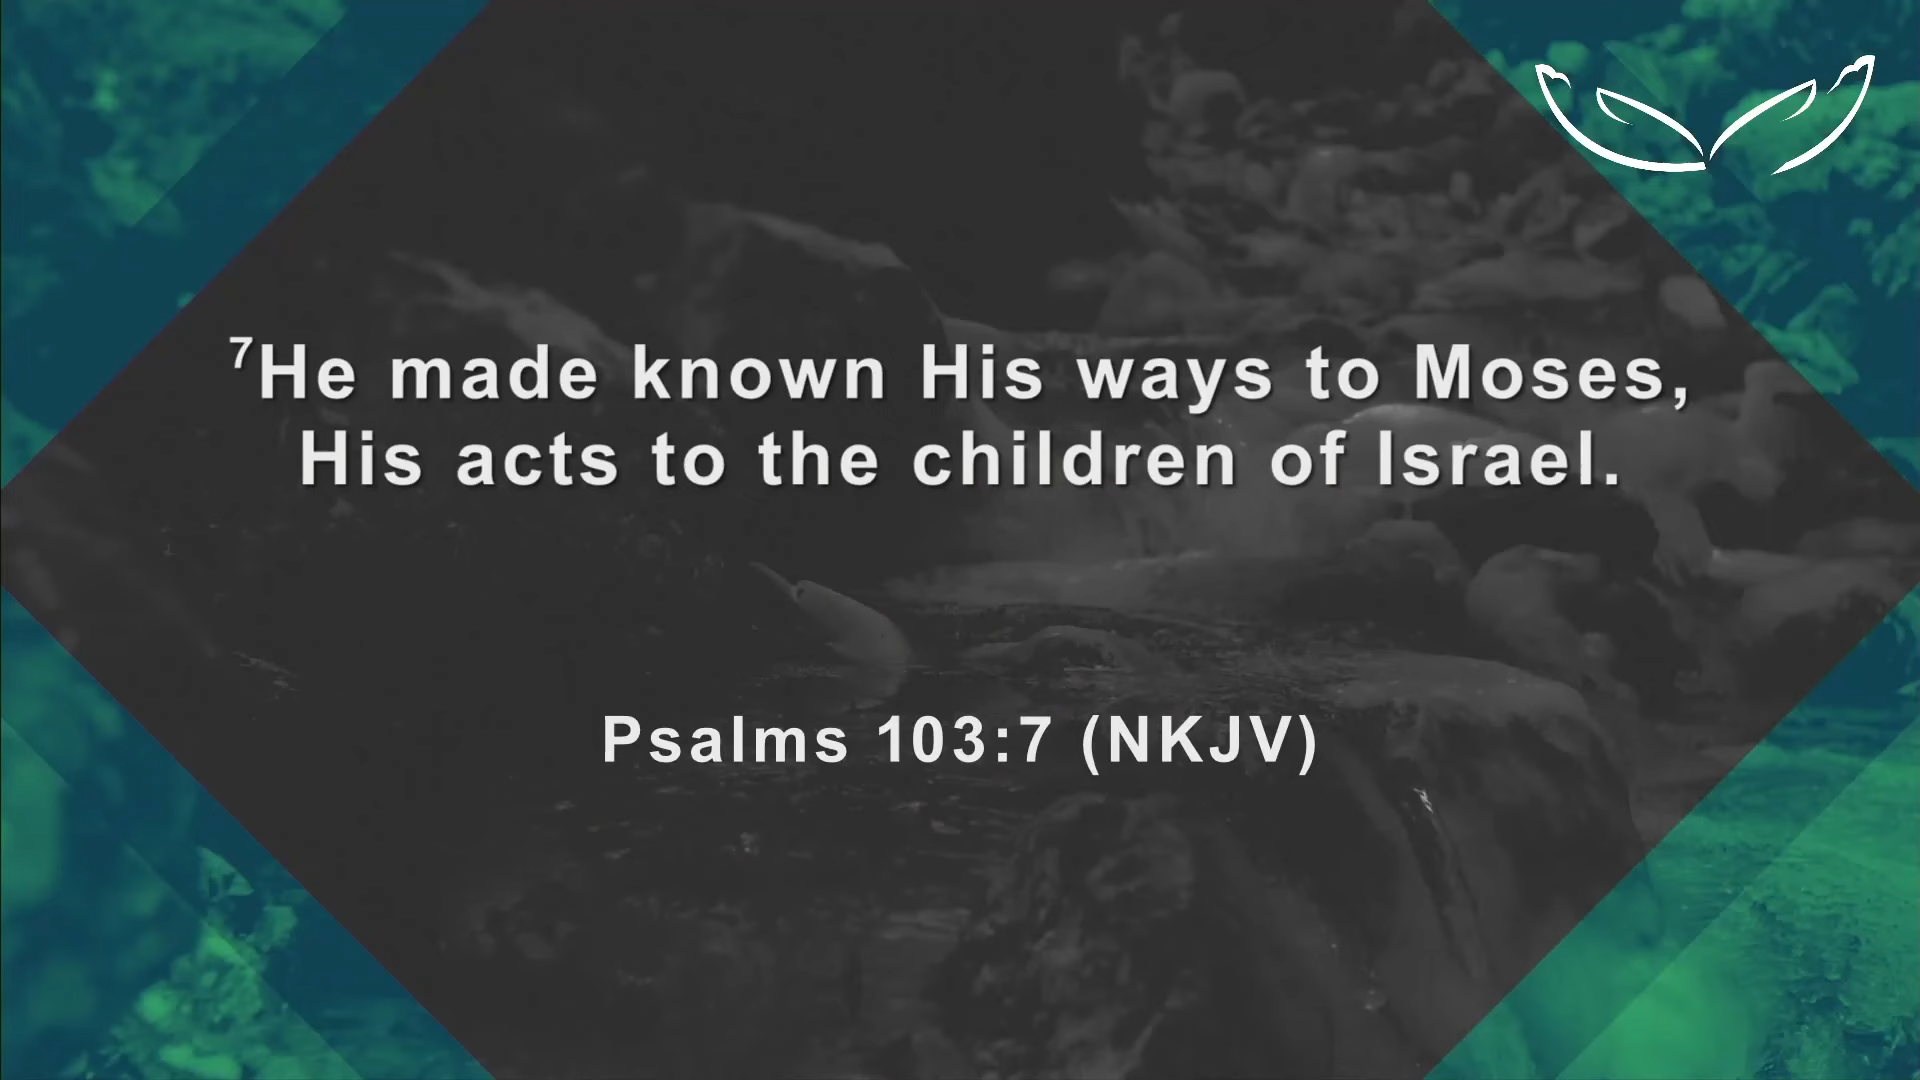 ⁷He made known His ways to Moses,
His acts to the children of Israel.
Psalms 103:7 (NKJV)